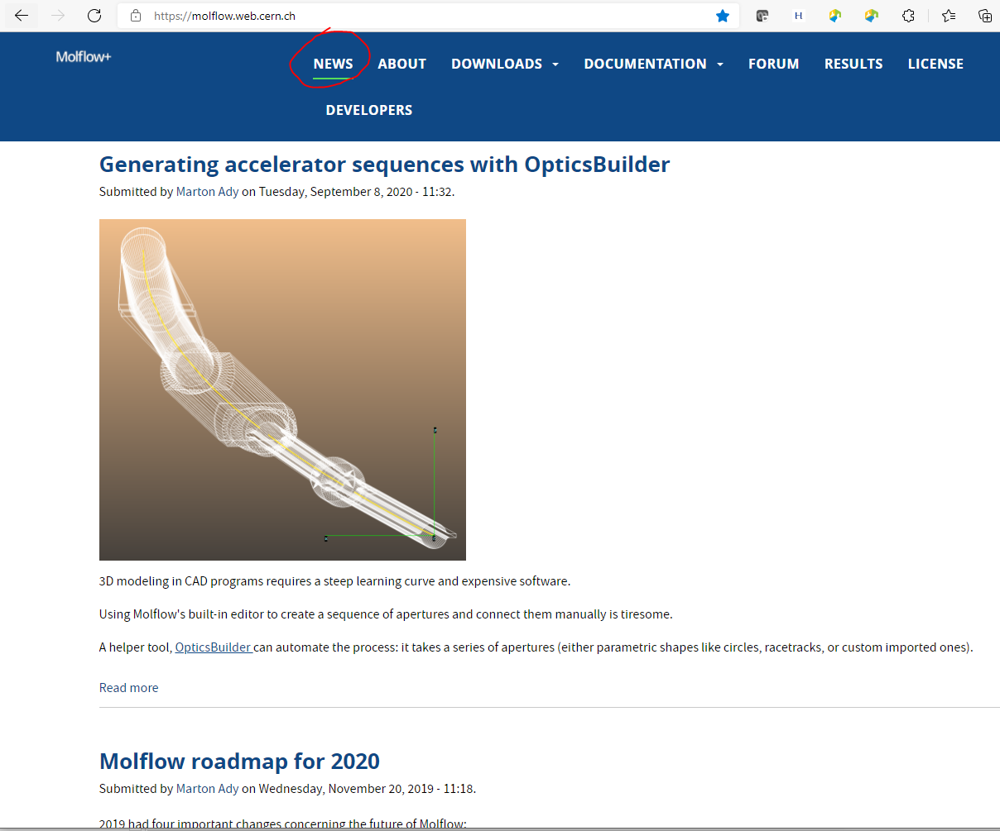 https://molflow.web.cern.ch
Molflow+
NEWS ABOUT DOWNLOADS DOCUMENTATION FORUM RESULTS LICENSE
DEVELOPERS
Generating accelerator sequences with OpticsBuilder
Submitted by Marton Ady on Tuesday, September 8, 2020 - 11:32.
3D modeling in CAD programs requires a steep learning curve and expensive software.
Using Molflow's built-in editor to create a sequence of apertures and connect them manually is tiresome.
A helper tool, OpticsBuilder can automate the process: it takes a series of apertures (either parametric shapes like circles, racetracks, or custom imported ones).
Read more
Molflow roadmap for 2020
Submitted by Marton Ady on Wednesday, November 20, 2019 - 11:18.
2019 had four important changes concerning the future of Molflow: